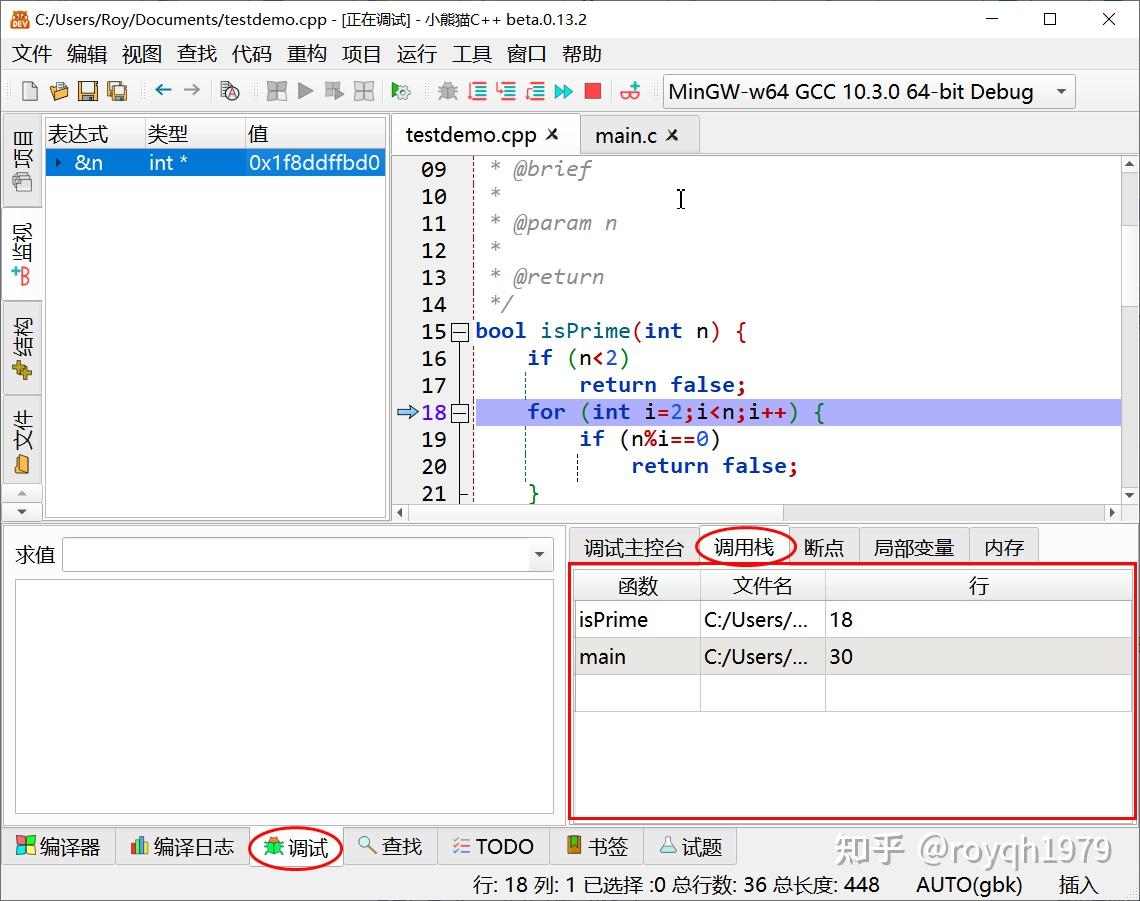 C:/Users/Roy/Documents/testdemo.cpp - [正在调试] - 小熊猫C++ beta.0.13.2
文件 编辑 视图 查找 代码 重构 项目 运行 工具 窗口 帮助
MinGW-w64 GCC 10.3.0 64-bit Debug
项目
监视
结构
文件
表达式 类型 值
&n int * 0x1f8ddffbd0
testdemo.cpp main.c
09 * @brief
10 *
11 * @param n
12 *
13 * @return
14 */
15 bool isPrime(int n) {
16 if (n<2)
17 return false;
18 for (int i=2;i<n;i++) {
19 if (n%i==0)
20 return false;
21 }
求值
调试主控台 调用栈 断点 局部变量 内存
函数 文件名 行
isPrime C:/Users/... 18
main C:/Users/... 30
编译器 编译日志 调试 查找 TODO 书签 试题
知乎 @royqh1979
行: 18 列: 1 已选择 :0 总行数: 36 总长度: 448 AUTO(gbk) 插入